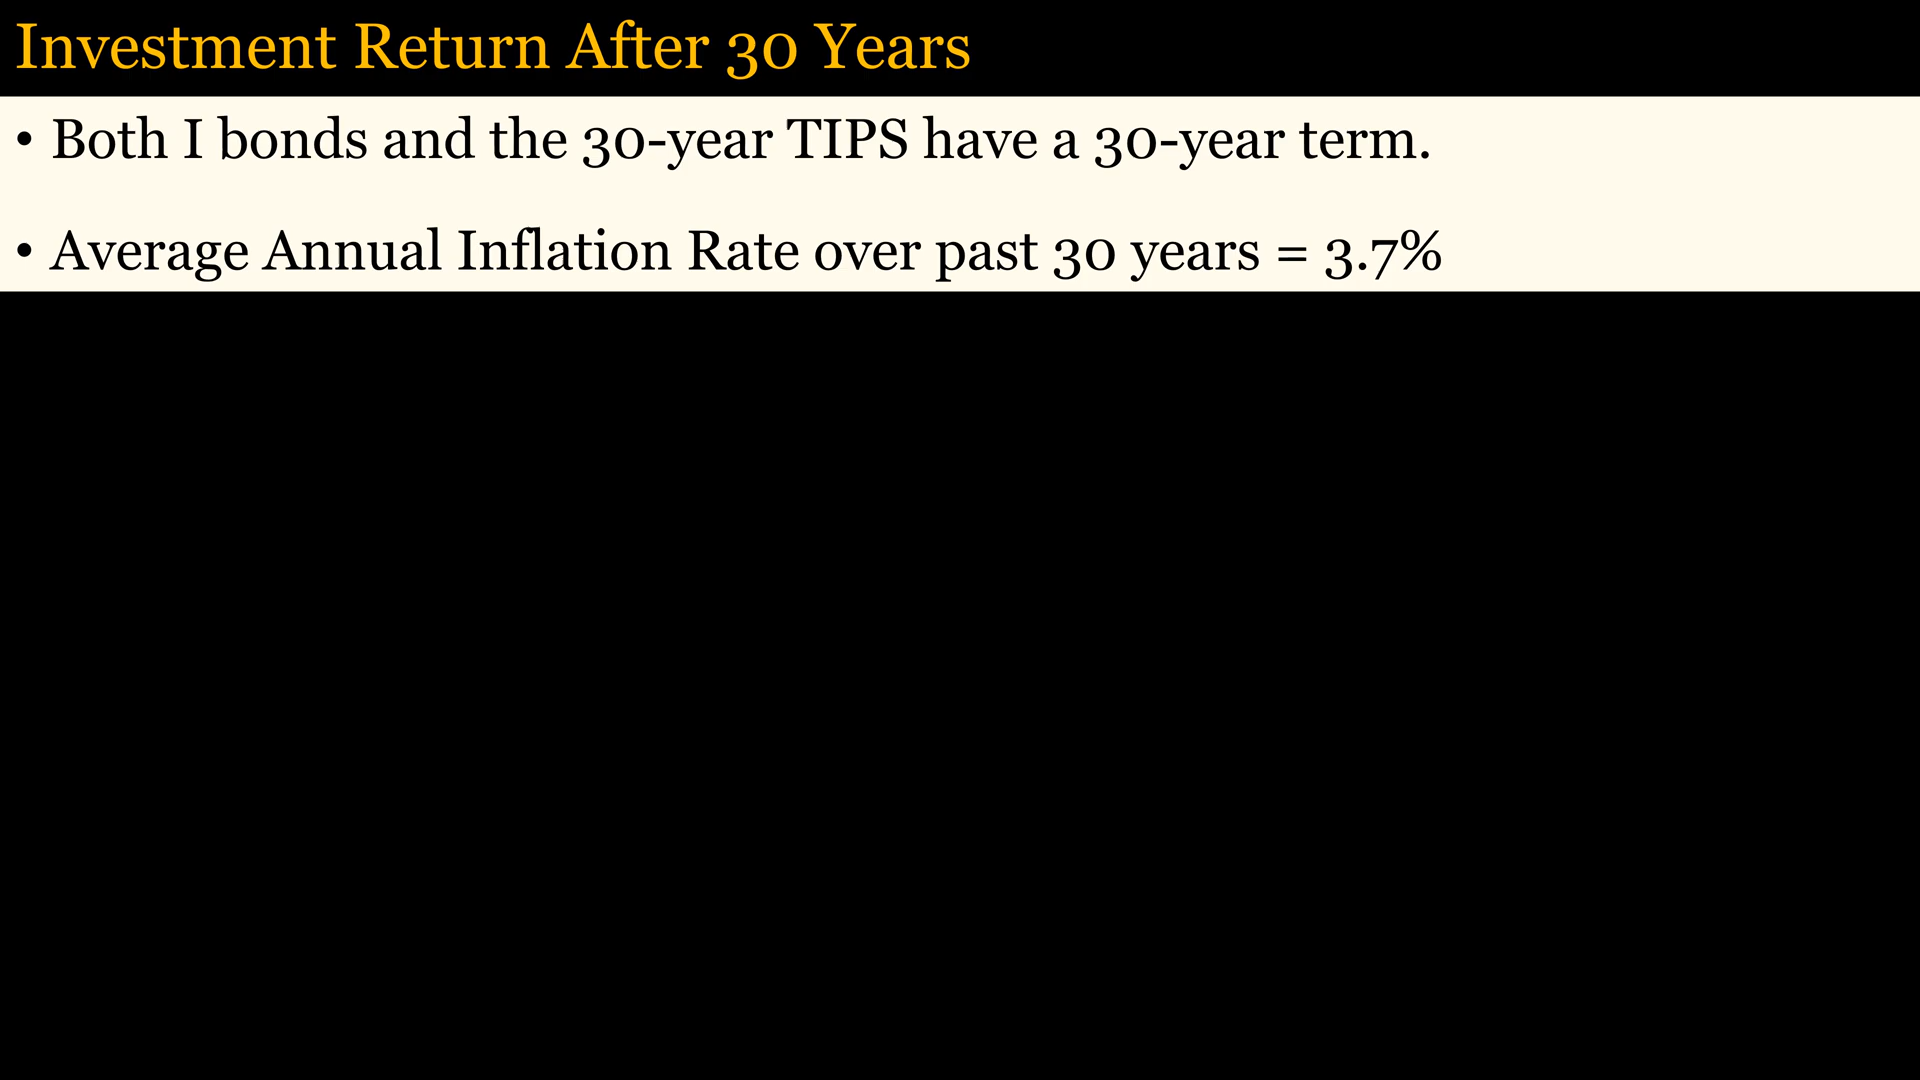 Investment Return After 30 Years
• Both I bonds and the 30-year TIPS have a 30-year term.
• Average Annual Inflation Rate over past 30 years = 3.7%